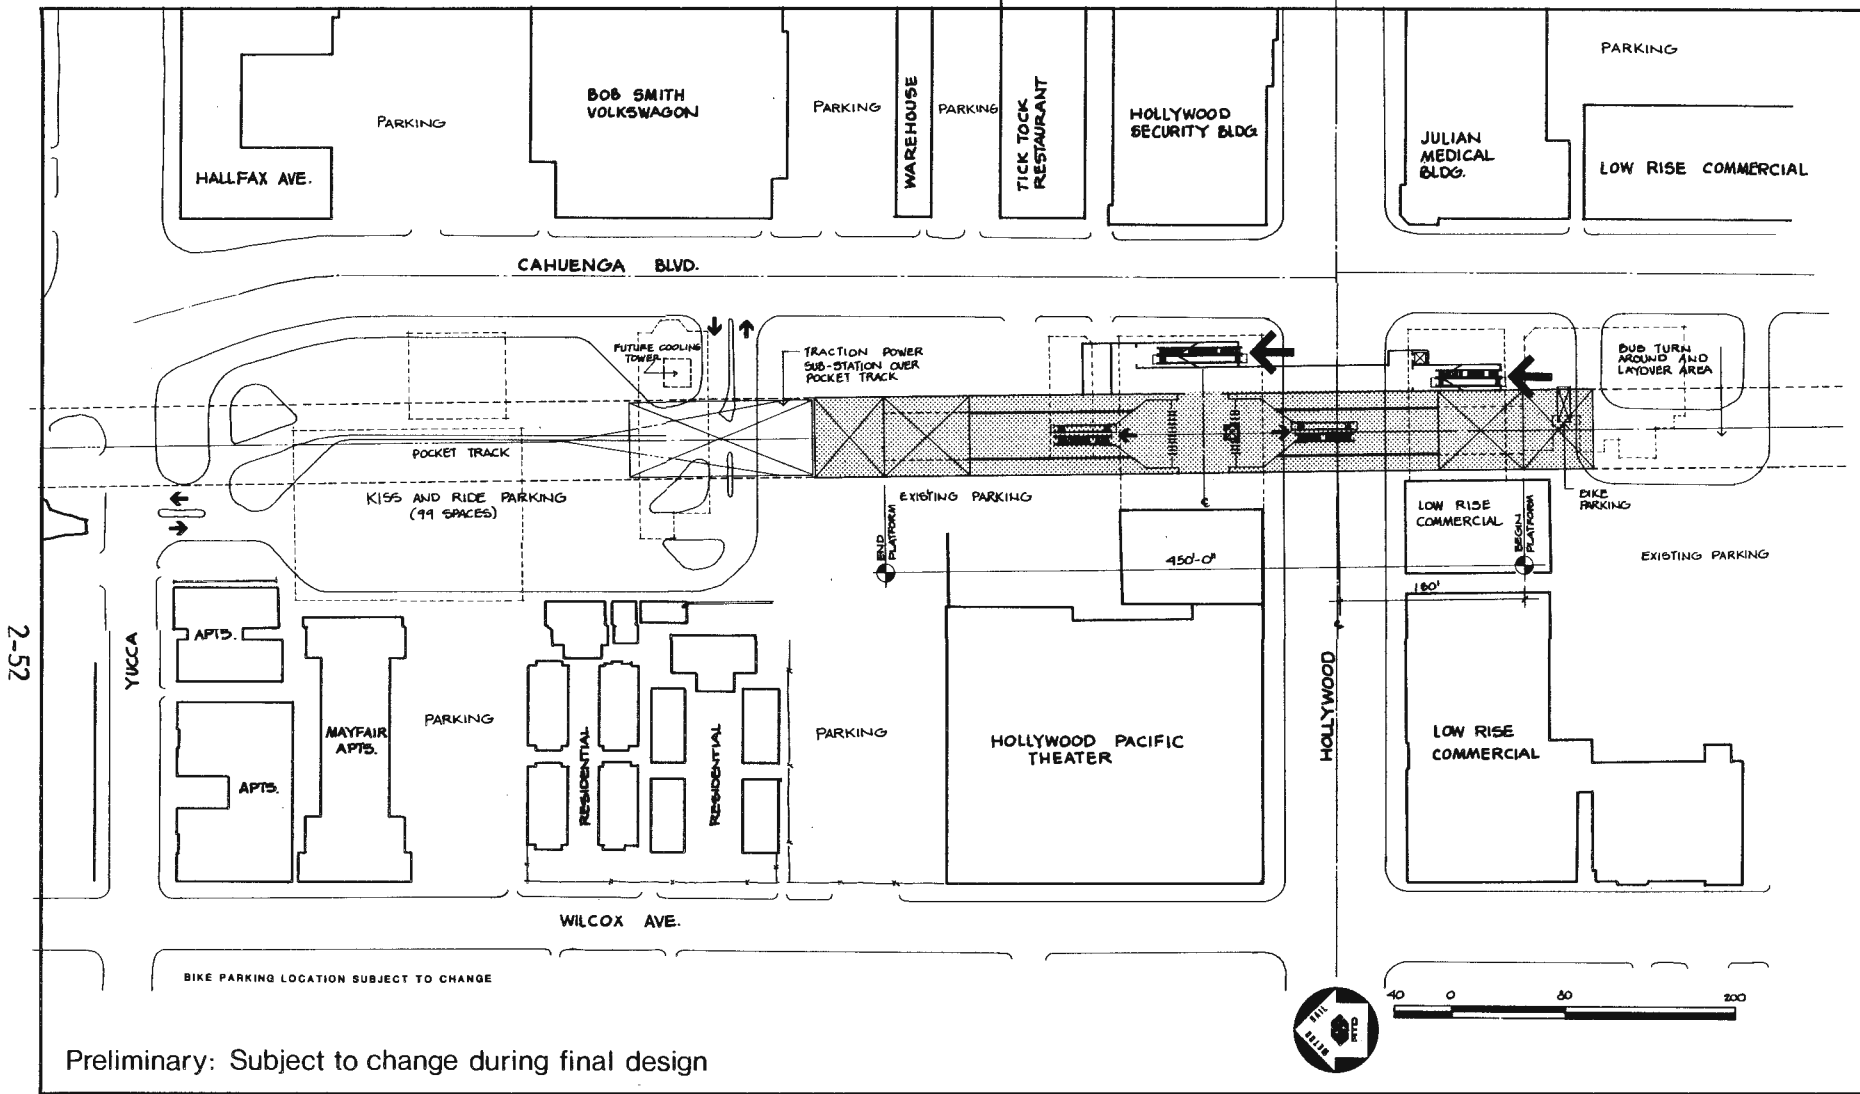 PARKING
BOB SMITH
VOLKSWAGON
PARKING
PARKING
WAREHOUSE
PARKING
TICK TOCK
RESTAURANT
HOLLYWOOD
SECURITY BLDG
JULIAN
MEDICAL
BLDG.
LOW RISE COMMERCIAL
HALLFAX AVE.
CAHUENGA BLVD.
FUTURE COOLING
TOWER
TRACTION POWER
SUB-STATION OVER
POCKET TRACK
BUB TURN
AROUND AND
LAYOVER AREA
POCKET TRACK
KISS AND RIDE PARKING
(99 SPACES)
EXISTING PARKING
END
PLATFORM
LOW RISE
COMMERCIAL
BEGIN
PLATFORM
BIKE
PARKING
EXISTING PARKING
450'-0"
180'
2-52
YUCCA
APTS.
APTS.
MAYFAIR
APTS.
PARKING
RESIDENTIAL
RESIDENTIAL
PARKING
HOLLYWOOD PACIFIC
THEATER
HOLLYWOOD
LOW RISE
COMMERCIAL
WILCOX AVE.
BIKE PARKING LOCATION SUBJECT TO CHANGE
METRO RAIL
RTD
40 0 80 200
Preliminary: Subject to change during final design